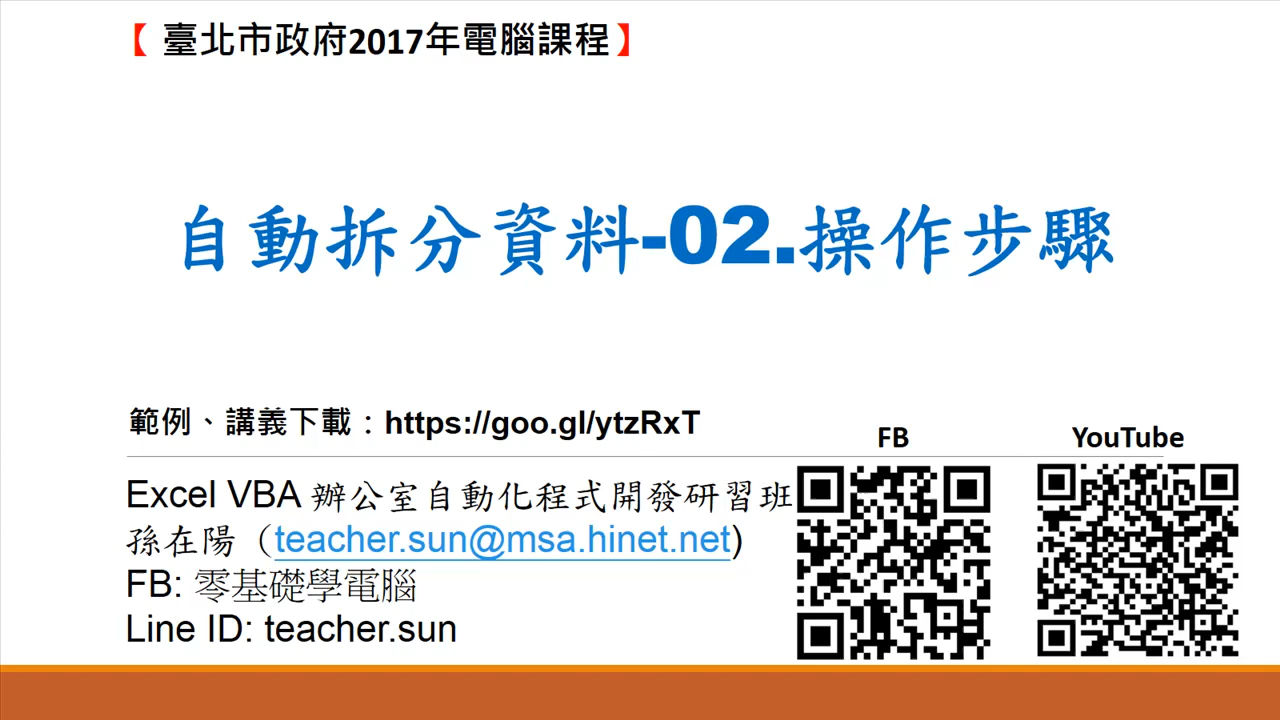 【 臺北市政府2017年電腦課程】
自動拆分資料-02.操作步驟
範例、講義下載：https://goo.gl/ytzRxT
FB
YouTube
Excel VBA 辦公室自動化程式開發研習班
孫在陽（teacher.sun@msa.hinet.net)
FB: 零基礎學電腦
Line ID: teacher.sun